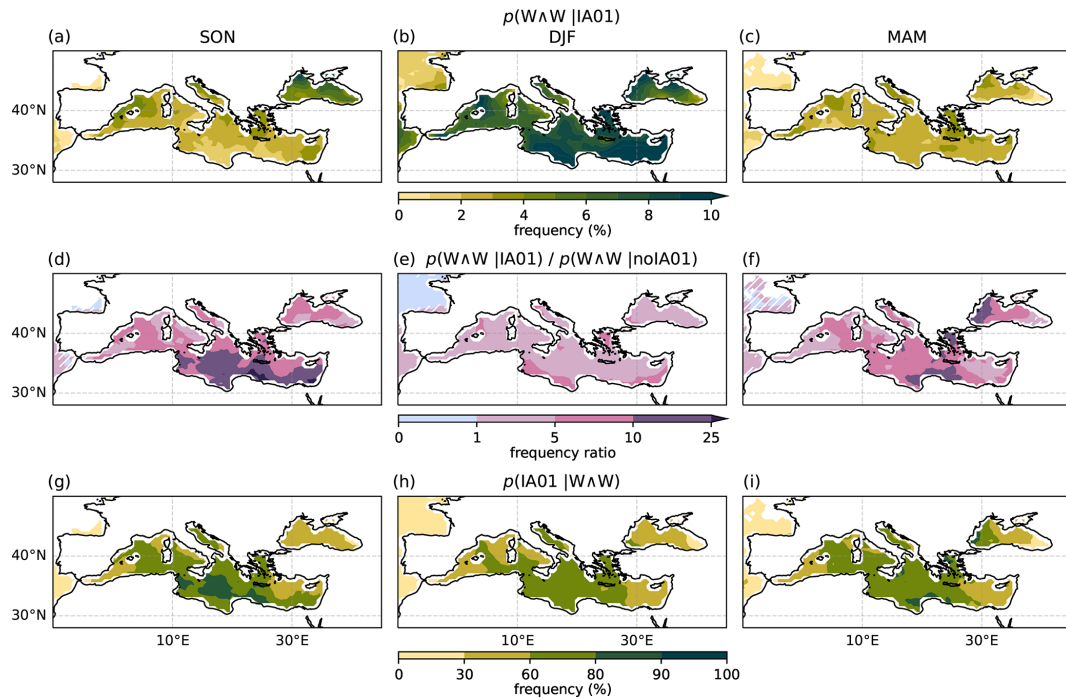 p(W∧W |IA01)
(a) SON (b) DJF (c) MAM
40°N
30°N
0 2 4 6 8 10
frequency (%)
(d) (e) p(W∧W |IA01) / p(W∧W |noIA01) (f)
40°N
30°N
0 1 5 10 25
frequency ratio
(g) (h) p(IA01 |W∧W) (i)
40°N
30°N
10°E 30°E 10°E 30°E 10°E 30°E
0 30 60 80 90 100
frequency (%)